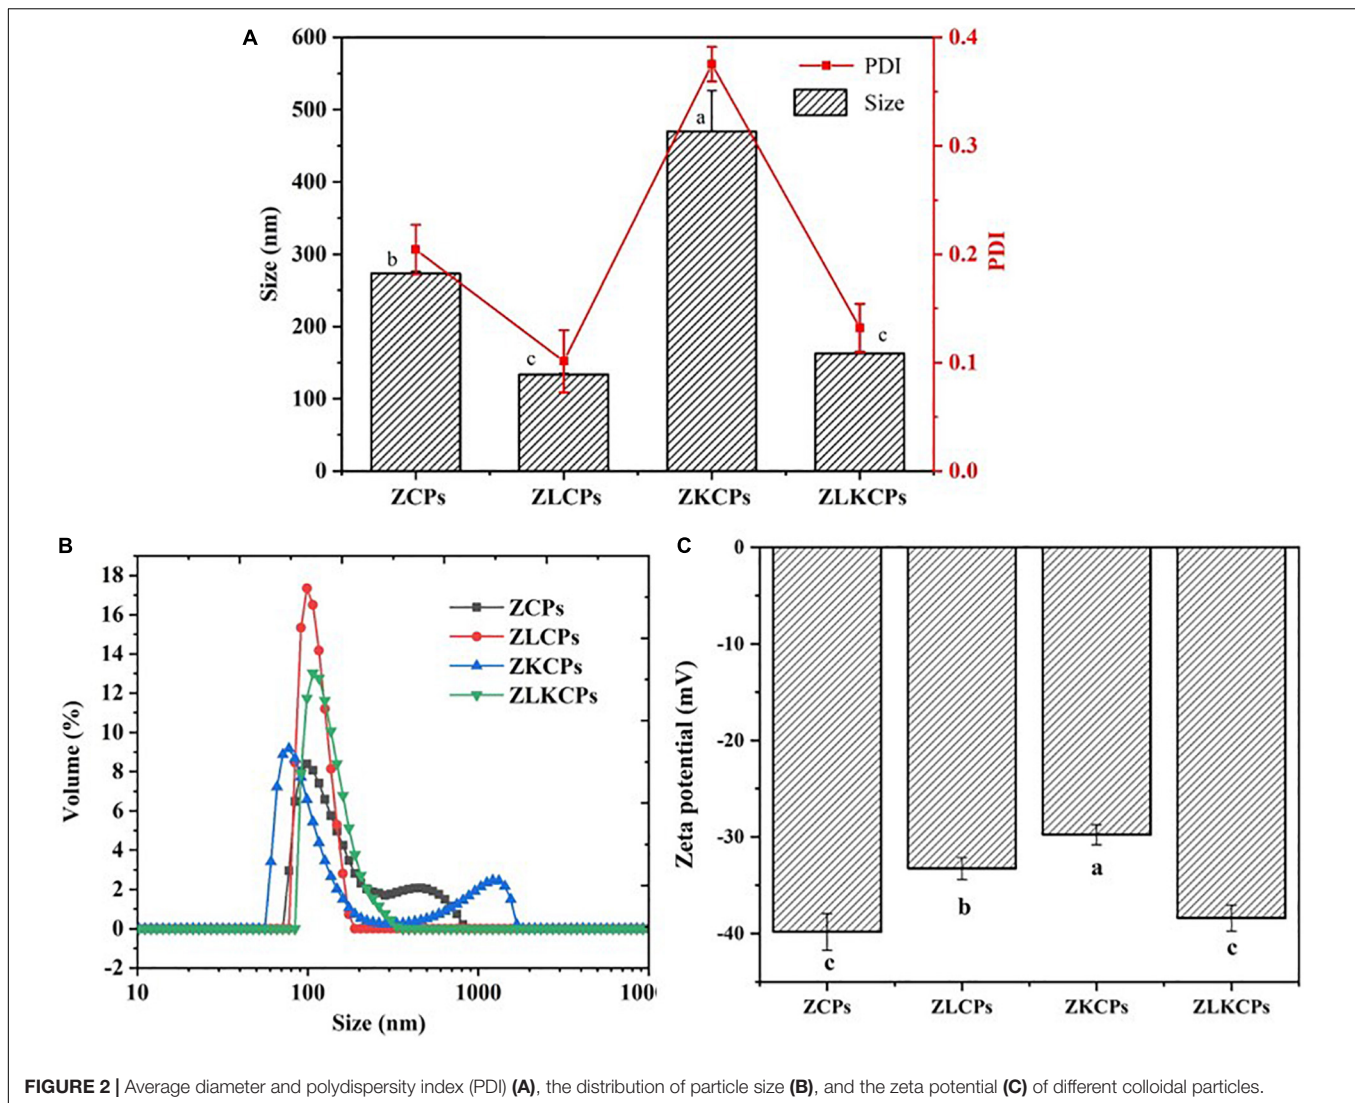 A
600
500
400
300
200
100
0
Size (nm)
0.4
0.3
0.2
0.1
0.0
PDI
PDI
Size
b
c
a
c
ZCPs
ZLCPs
ZKCPs
ZLKCPs
B
18
16
14
12
10
8
6
4
2
0
-2
Volume (%)
ZCPs
ZLCPs
ZKCPs
ZLKCPs
10
100
1000
1000
Size (nm)
C
0
-10
-20
-30
-40
Zeta potential (mV)
c
b
a
c
ZCPs
ZLCPs
ZKCPs
ZLKCPs
FIGURE 2 | Average diameter and polydispersity index (PDI) (A), the distribution of particle size (B), and the zeta potential (C) of different colloidal particles.